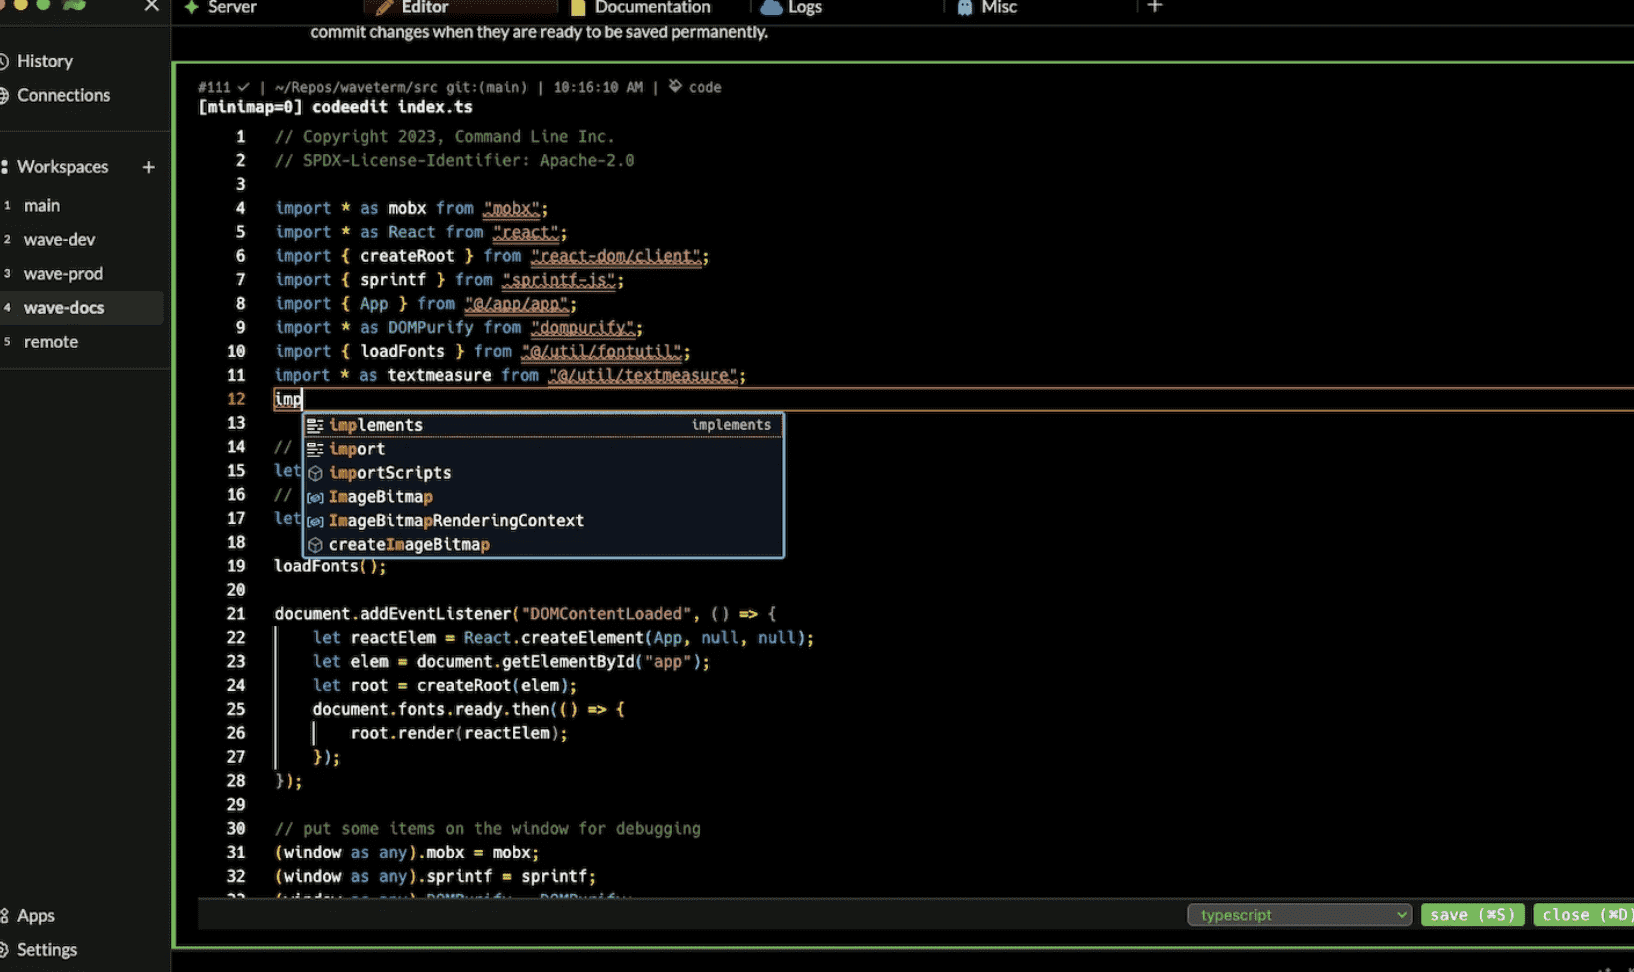 Server
Editor
Documentation
Logs
Misc
+
commit changes when they are ready to be saved permanently.
History
Connections
Workspaces +
1 main
2 wave-dev
3 wave-prod
4 wave-docs
5 remote
Apps
Settings
#111 ✓ | ~/Repos/waveterm/src git:(main) | 10:16:10 AM | code
[minimap=0] codeedit index.ts
1 // Copyright 2023, Command Line Inc.
2 // SPDX-License-Identifier: Apache-2.0
3
4 import * as mobx from "mobx";
5 import * as React from "react";
6 import { createRoot } from "react-dom/client";
7 import { sprintf } from "sprintf-js";
8 import { App } from "@/app/app";
9 import * as DOMPurify from "dompurify";
10 import { loadFonts } from "@/util/fontutil";
11 import * as textmeasure from "@/util/textmeasure";
12 imp
13
implements implements
14 //
import
15 let
importScripts
16 //
ImageBitmap
17 let
ImageBitmapRenderingContext
18
createImageBitmap
19 loadFonts();
20
21 document.addEventListener("DOMContentLoaded", () => {
22 let reactElem = React.createElement(App, null, null);
23 let elem = document.getElementById("app");
24 let root = createRoot(elem);
25 document.fonts.ready.then(() => {
26 root.render(reactElem);
27 });
28 });
29
30 // put some items on the window for debugging
31 (window as any).mobx = mobx;
32 (window as any).sprintf = sprintf;
typescript
save (⌘S)
close (⌘D)